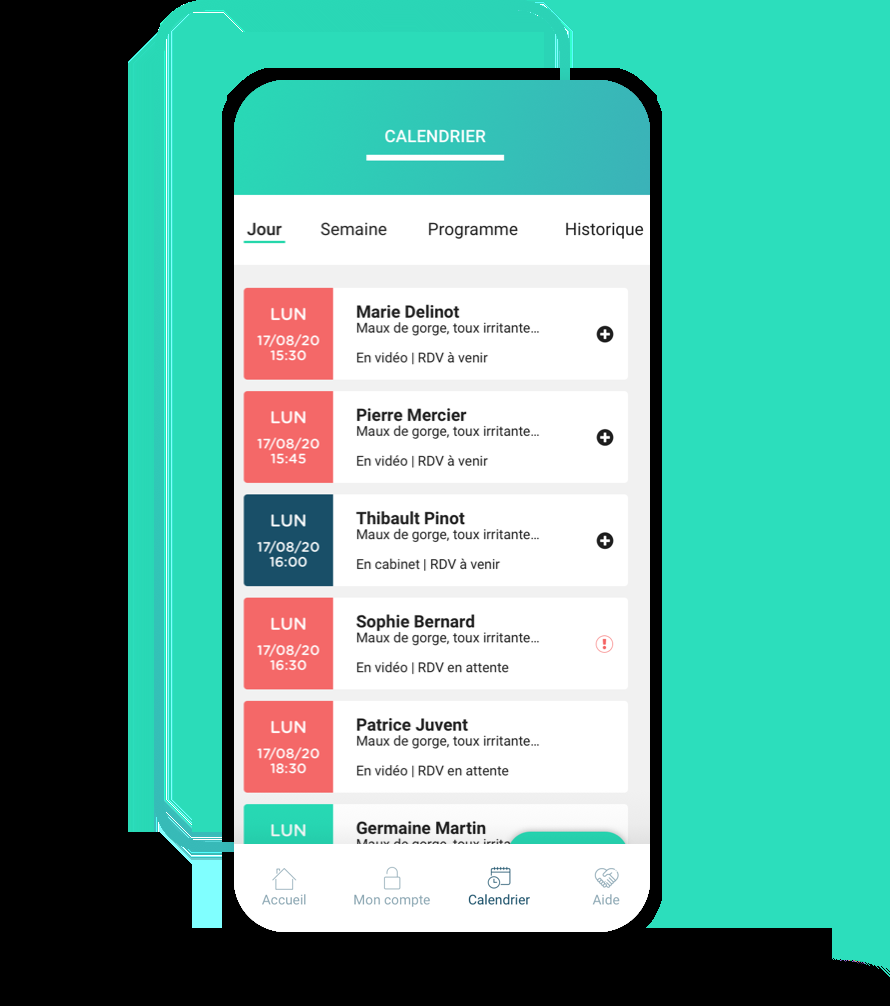 CALENDRIER
Jour Semaine Programme Historique
LUN
17/08/20
15:30
Marie Delinot
Maux de gorge, toux irritante...
En vidéo | RDV à venir
LUN
17/08/20
15:45
Pierre Mercier
Maux de gorge, toux irritante...
En vidéo | RDV à venir
LUN
17/08/20
16:00
Thibault Pinot
Maux de gorge, toux irritante...
En cabinet | RDV à venir
LUN
17/08/20
16:30
Sophie Bernard
Maux de gorge, toux irritante...
En vidéo | RDV en attente
LUN
17/08/20
18:30
Patrice Juvent
Maux de gorge, toux irritante...
En vidéo | RDV en attente
LUN
Germaine Martin
Maux de gorge, toux
Accueil Mon compte Calendrier Aide